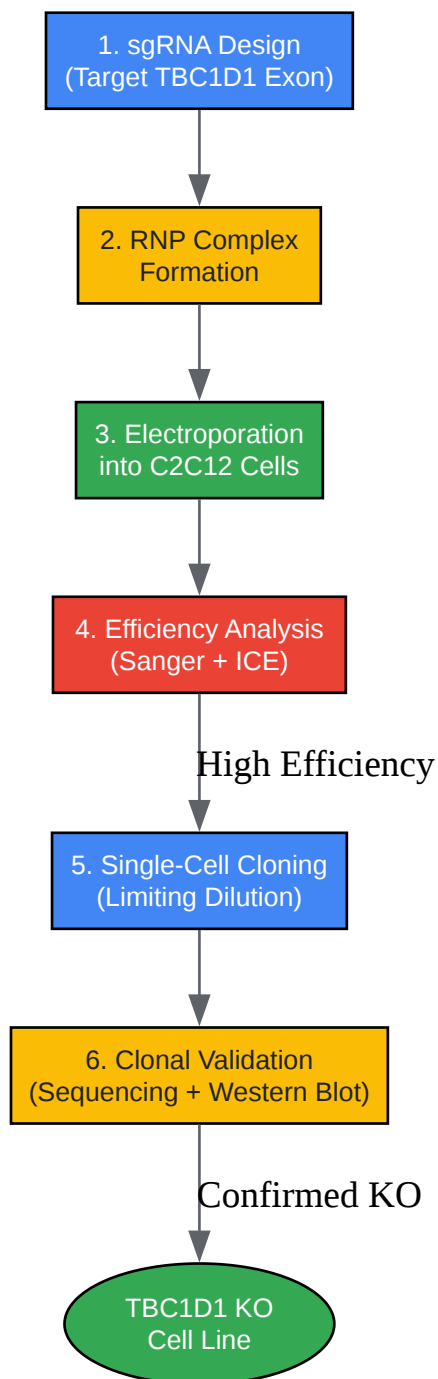 1. sgRNA Design
(Target TBC1D1 Exon)
2. RNP Complex
Formation
3. Electroporation
into C2C12 Cells
4. Efficiency Analysis
(Sanger + ICE)
High Efficiency
5. Single-Cell Cloning
(Limiting Dilution)
6. Clonal Validation
(Sequencing + Western Blot)
Confirmed KO
TBC1D1 KO
Cell Line